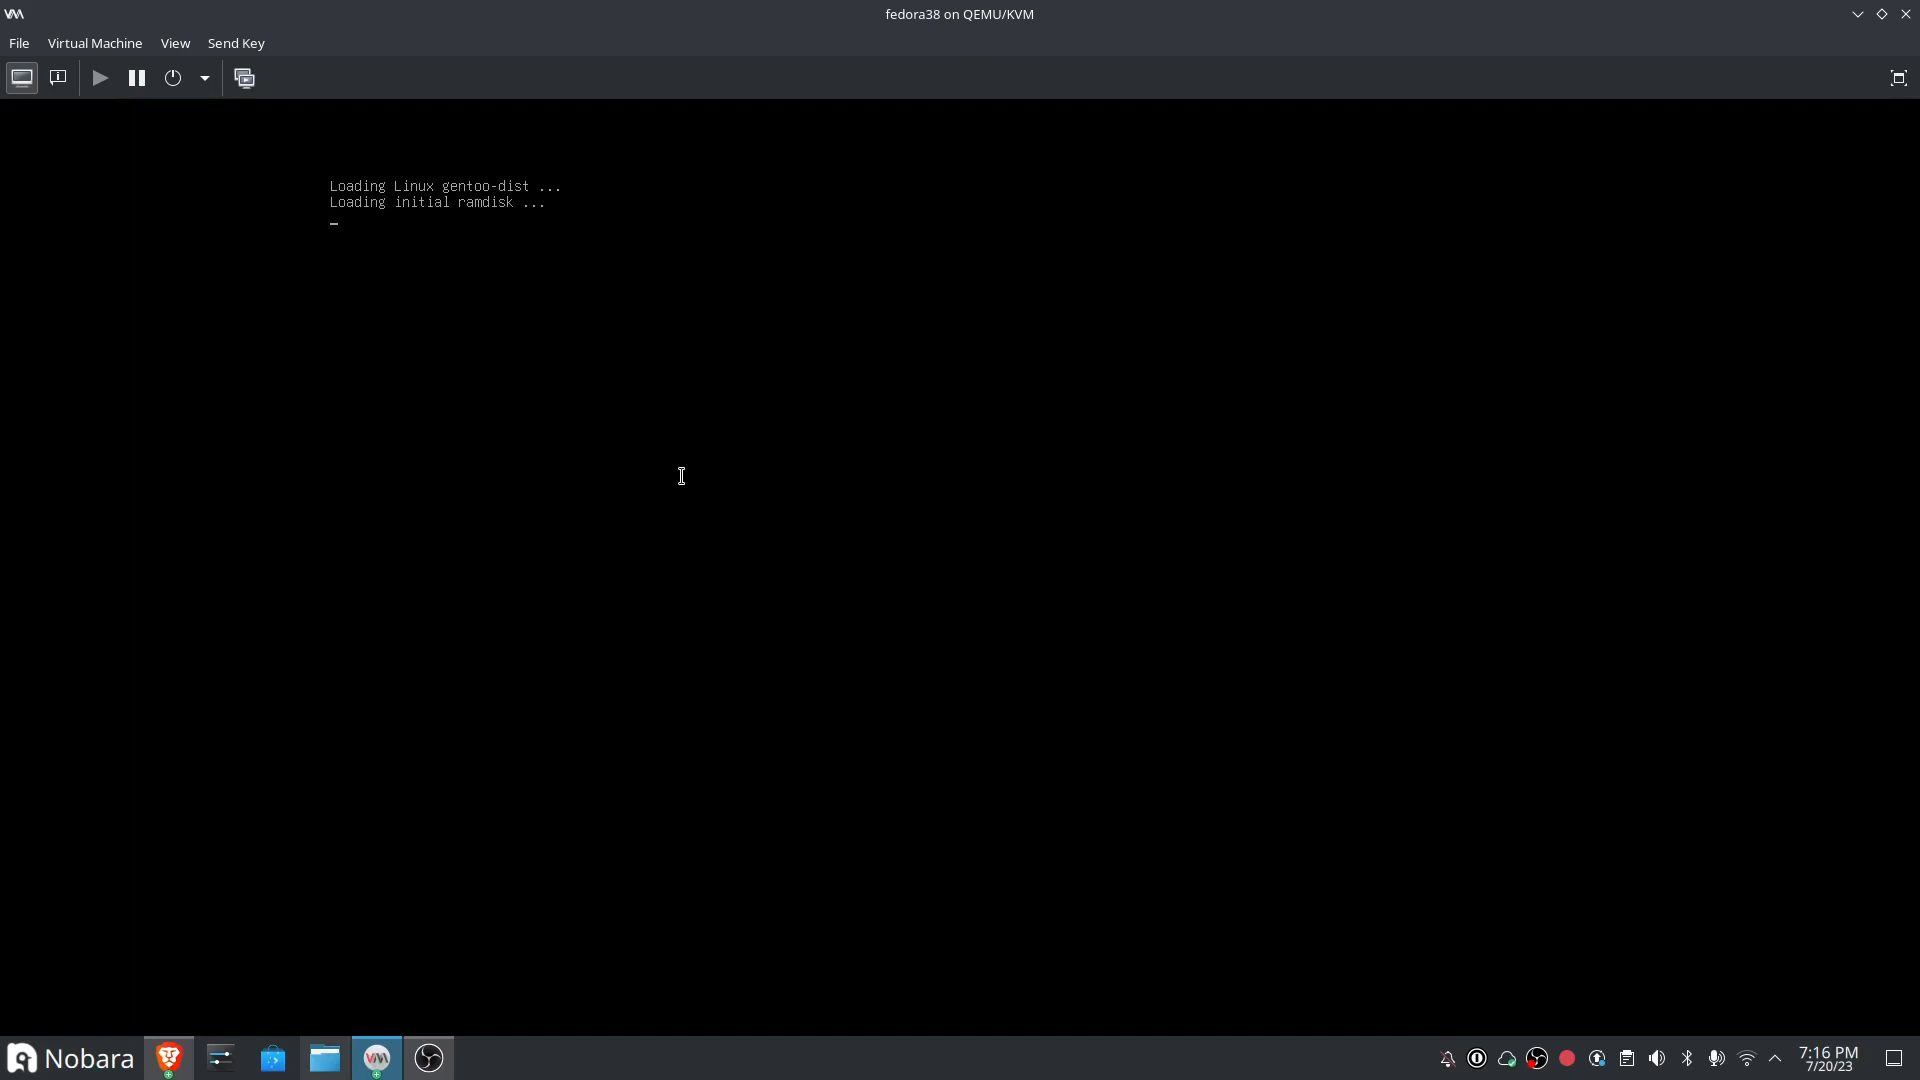 fedora38 on QEMU/KVM
File Virtual Machine View Send Key
Loading Linux gentoo-dist ...
Loading initial ramdisk ...
_
Nobara
7:16 PM
7/20/23